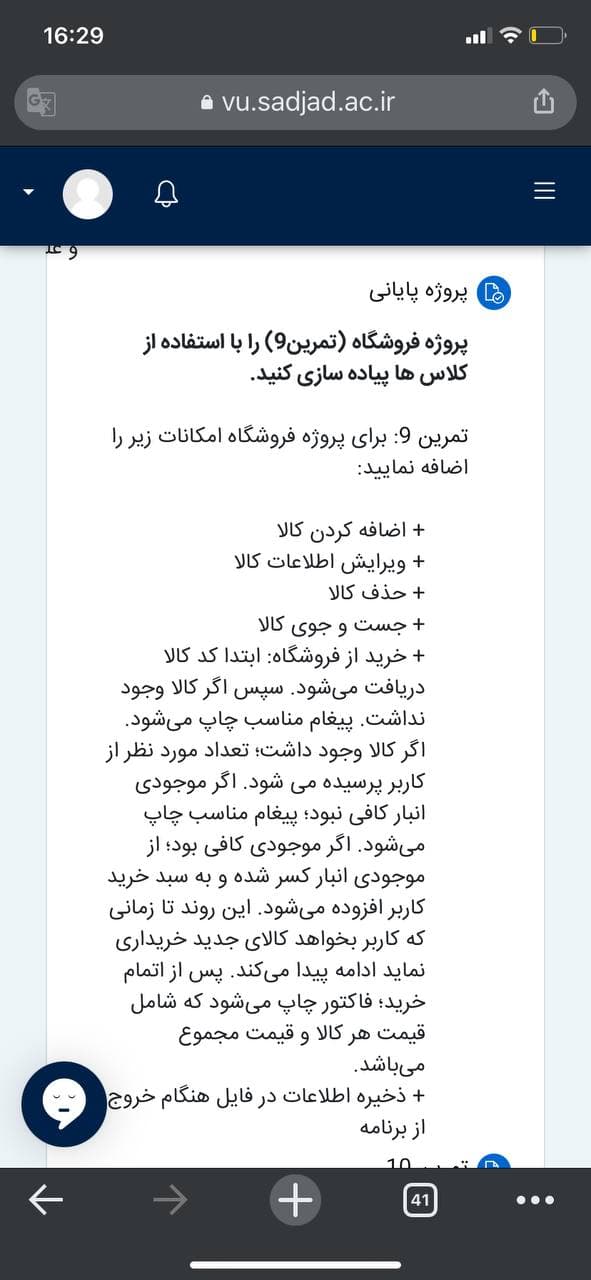 16:29
vu.sadjad.ac.ir
پروژه پایانی
پروژه فروشگاه (تمرین9) را با استفاده از
کلاس ها پیاده سازی کنید.
تمرین 9: برای پروژه فروشگاه امکانات زیر را
اضافه نمایید:
+ اضافه کردن کالا
+ ویرایش اطلاعات کالا
+ حذف کالا
+ جست و جوی کالا
+ خرید از فروشگاه: ابتدا کد کالا
دریافت می‌شود. سپس اگر کالا وجود
نداشت. پیغام مناسب چاپ می‌شود.
اگر کالا وجود داشت؛ تعداد مورد نظر از
کاربر پرسیده می شود. اگر موجودی
انبار کافی نبود؛ پیغام مناسب چاپ
می‌شود. اگر موجودی کافی بود؛ از
موجودی انبار کسر شده و به سبد خرید
کاربر افزوده می‌شود. این روند تا زمانی
که کاربر بخواهد کالای جدید خریداری
نماید ادامه پیدا می‌کند. پس از اتمام
خرید؛ فاکتور چاپ می‌شود که شامل
قیمت هر کالا و قیمت مجموع
می‌باشد.
+ ذخیره اطلاعات در فایل هنگام خروج
از برنامه
41